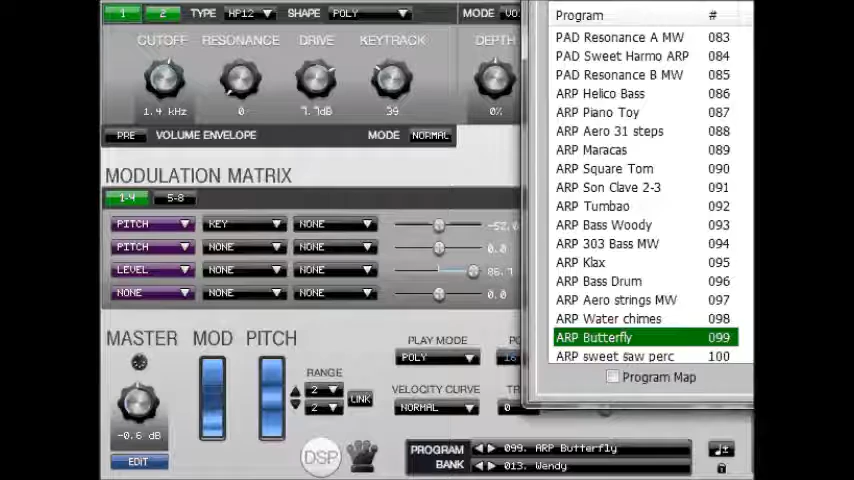 1 2 TYPE HP12 SHAPE POLY MODE
CUTOFF RESONANCE DRIVE KEYTRACK DEPTH
1.4 kHz 0 7.7dB 39 0%
PRE VOLUME ENVELOPE MODE NORMAL
MODULATION MATRIX
1-4 5-8
PITCH KEY NONE
PITCH NONE NONE 0.0
LEVEL NONE NONE 86.7
NONE NONE NONE 0.0
MASTER MOD PITCH
RANGE
2
2
LINK
-0.6 dB
EDIT
PLAY MODE
POLY 16
VELOCITY CURVE
NORMAL 0
DSP
PROGRAM 099. ARP Butterfly
BANK 013. Wendy
Program #
PAD Resonance A MW 083
PAD Sweet Harmo ARP 084
PAD Resonance B MW 085
ARP Helico Bass 086
ARP Piano Toy 087
ARP Aero 31 steps 088
ARP Maracas 089
ARP Square Tom 090
ARP Son Clave 2-3 091
ARP Tumbao 092
ARP Bass Woody 093
ARP 303 Bass MW 094
ARP Klax 095
ARP Bass Drum 096
ARP Aero strings MW 097
ARP Water chimes 098
ARP Butterfly 099
ARP sweet saw perc 100
Program Map